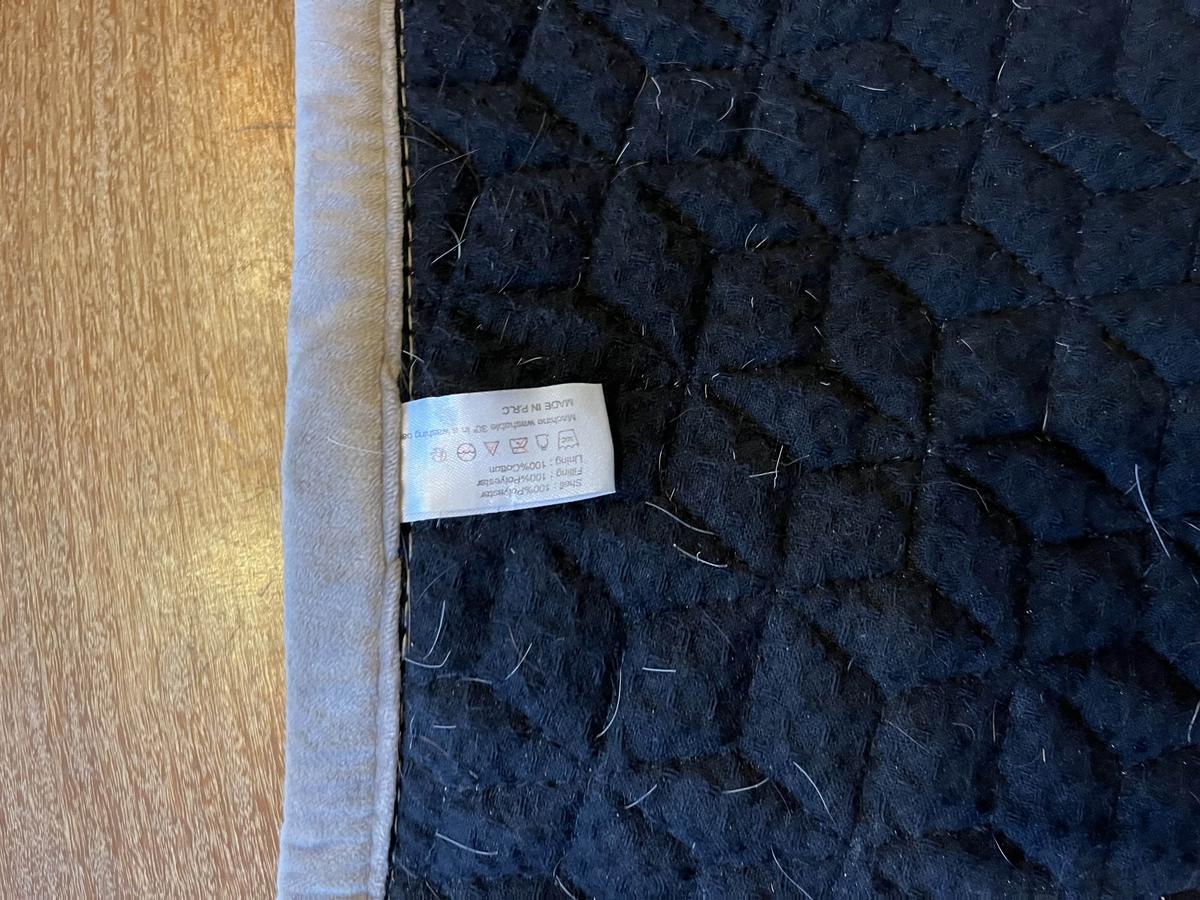 Shell : 100%Polyester
Filling : 100%Polyester
Lining : 100%Cotton
Machine washable 30° in a washing
MADE IN P.R.C